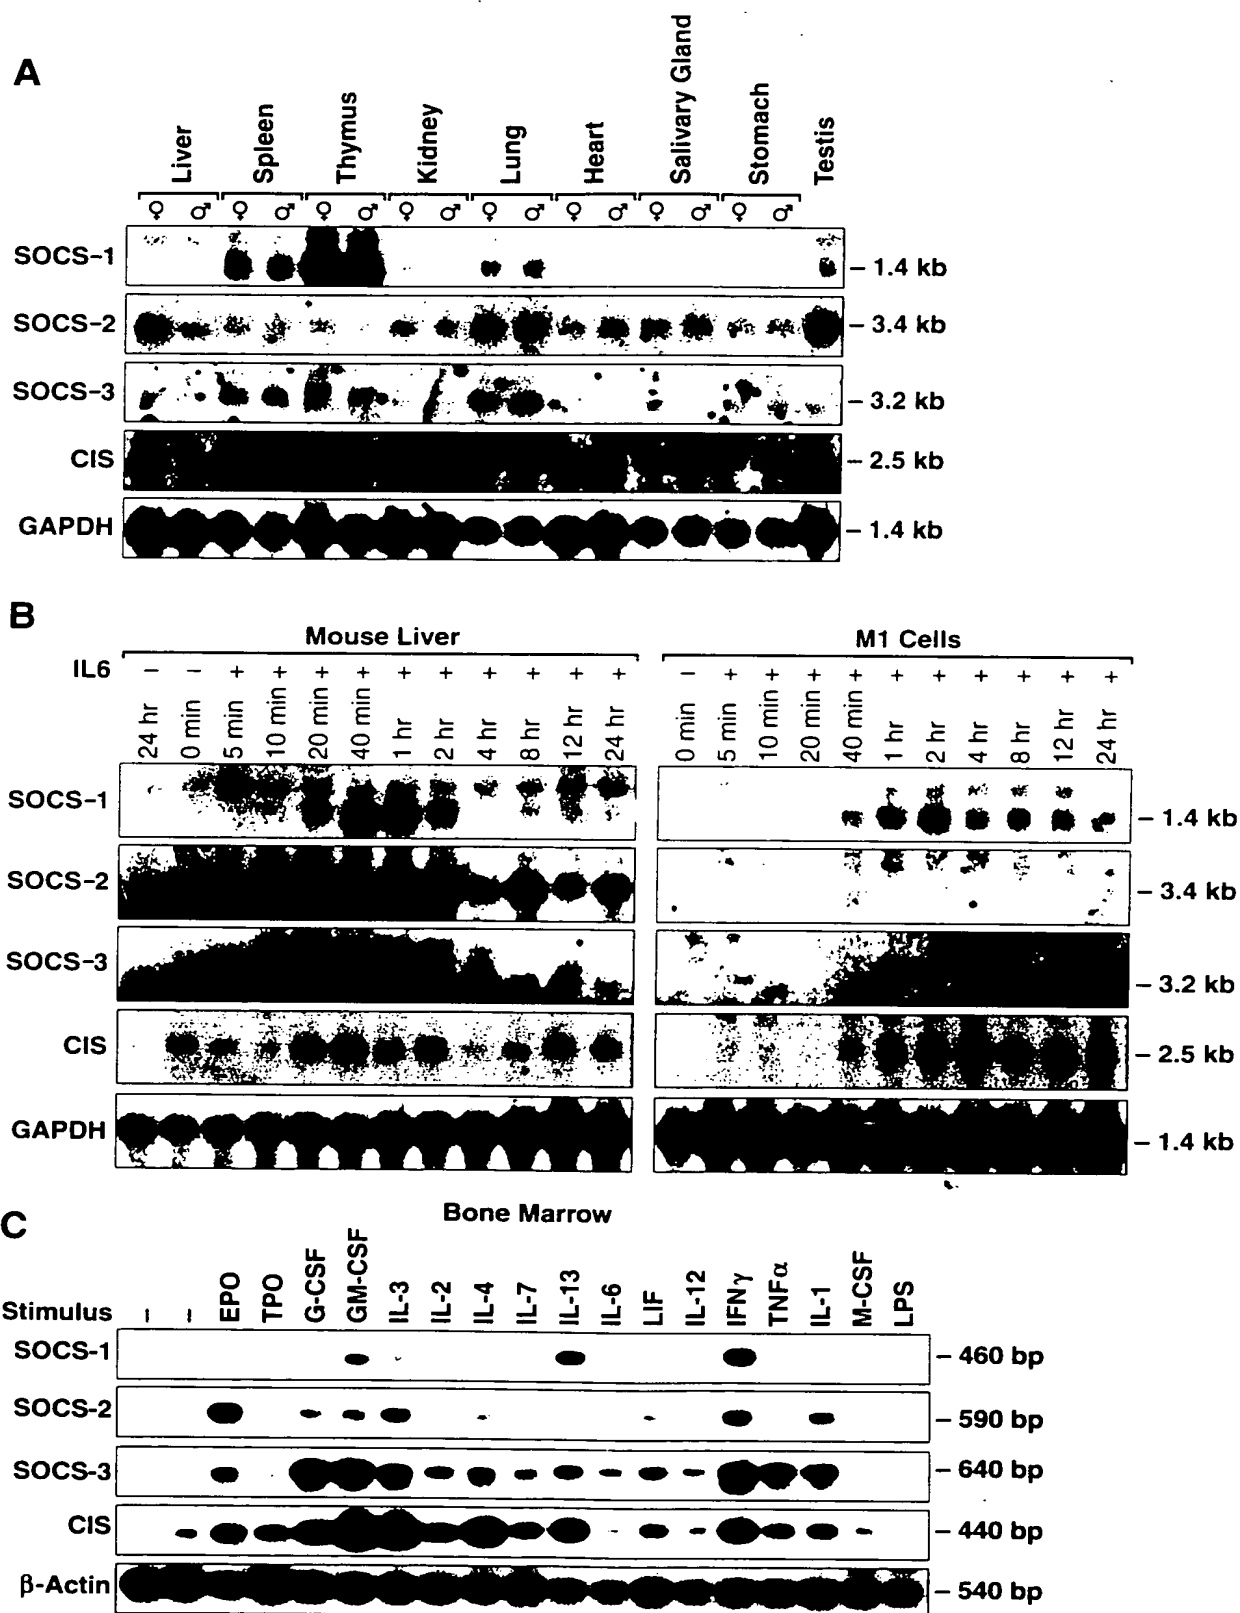 A
Liver Spleen Thymus Kidney Lung Heart Salivary Gland Stomach Testis
♀ ♂ ♀ ♂ ♀ ♂ ♀ ♂ ♀ ♂ ♀ ♂ ♀ ♂ ♀ ♂
SOCS-1 – 1.4 kb
SOCS-2 – 3.4 kb
SOCS-3 – 3.2 kb
CIS – 2.5 kb
GAPDH – 1.4 kb
B
Mouse Liver M1 Cells
IL6 – – + + + + + + + + + + – + + + + + + + + + +
24 hr 0 min 5 min 10 min 20 min 40 min 1 hr 2 hr 4 hr 8 hr 12 hr 24 hr 0 min 5 min 10 min 20 min 40 min 1 hr 2 hr 4 hr 8 hr 12 hr 24 hr
SOCS-1 – 1.4 kb
SOCS-2 – 3.4 kb
SOCS-3 – 3.2 kb
CIS – 2.5 kb
GAPDH – 1.4 kb
C
Bone Marrow
Stimulus – – EPO TPO G-CSF GM-CSF IL-3 IL-2 IL-4 IL-7 IL-13 IL-6 LIF IL-12 IFNγ TNFα IL-1 M-CSF LPS
SOCS-1 – 460 bp
SOCS-2 – 590 bp
SOCS-3 – 640 bp
CIS – 440 bp
β-Actin – 540 bp